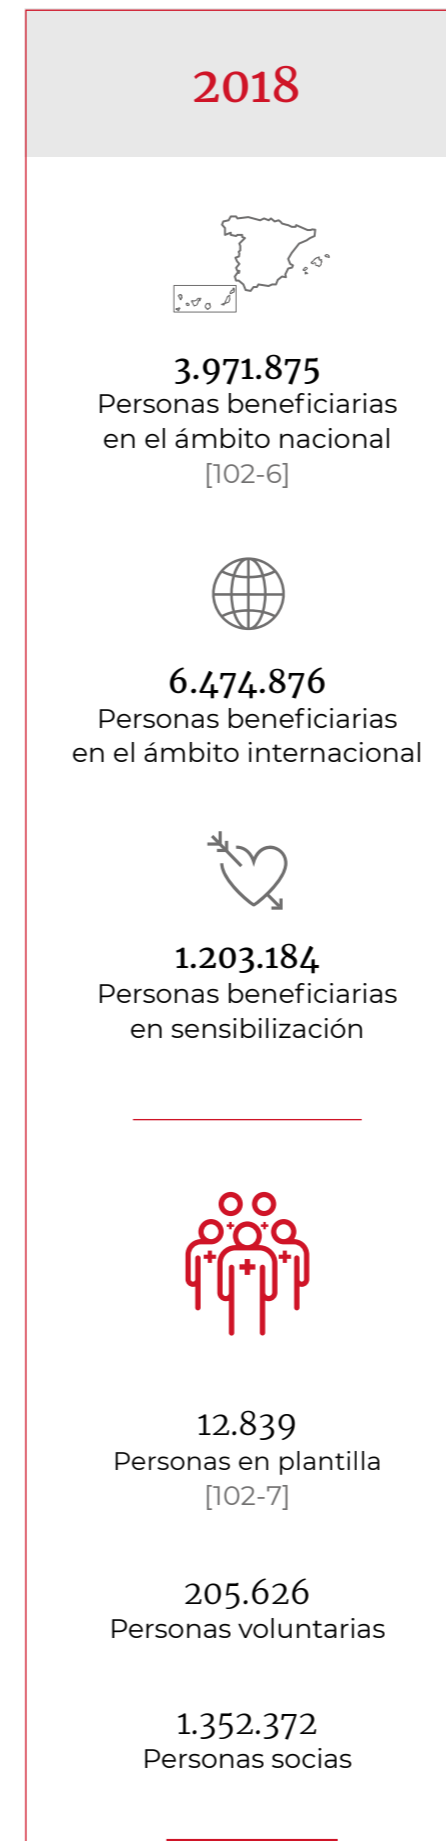 2018
3.971.875
Personas beneficiarias
en el ámbito nacional
[102-6]
6.474.876
Personas beneficiarias
en el ámbito internacional
1.203.184
Personas beneficiarias
en sensibilización
12.839
Personas en plantilla
[102-7]
205.626
Personas voluntarias
1.352.372
Personas socias